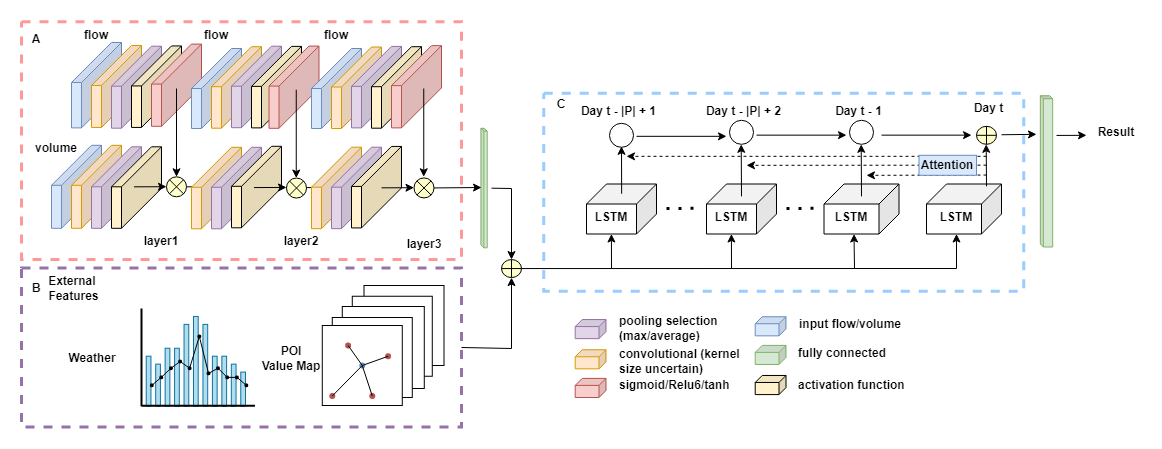 A
flow
flow
flow
volume
layer1
layer2
layer3
B
External
Features
Weather
POI
Value Map
C
Day t - |P| + 1
Day t - |P| + 2
Day t - 1
Day t
Attention
LSTM
. . .
LSTM
. . .
LSTM
LSTM
Result
pooling selection
(max/average)
convolutional (kernel
size uncertain)
sigmoid/Relu6/tanh
input flow/volume
fully connected
activation function